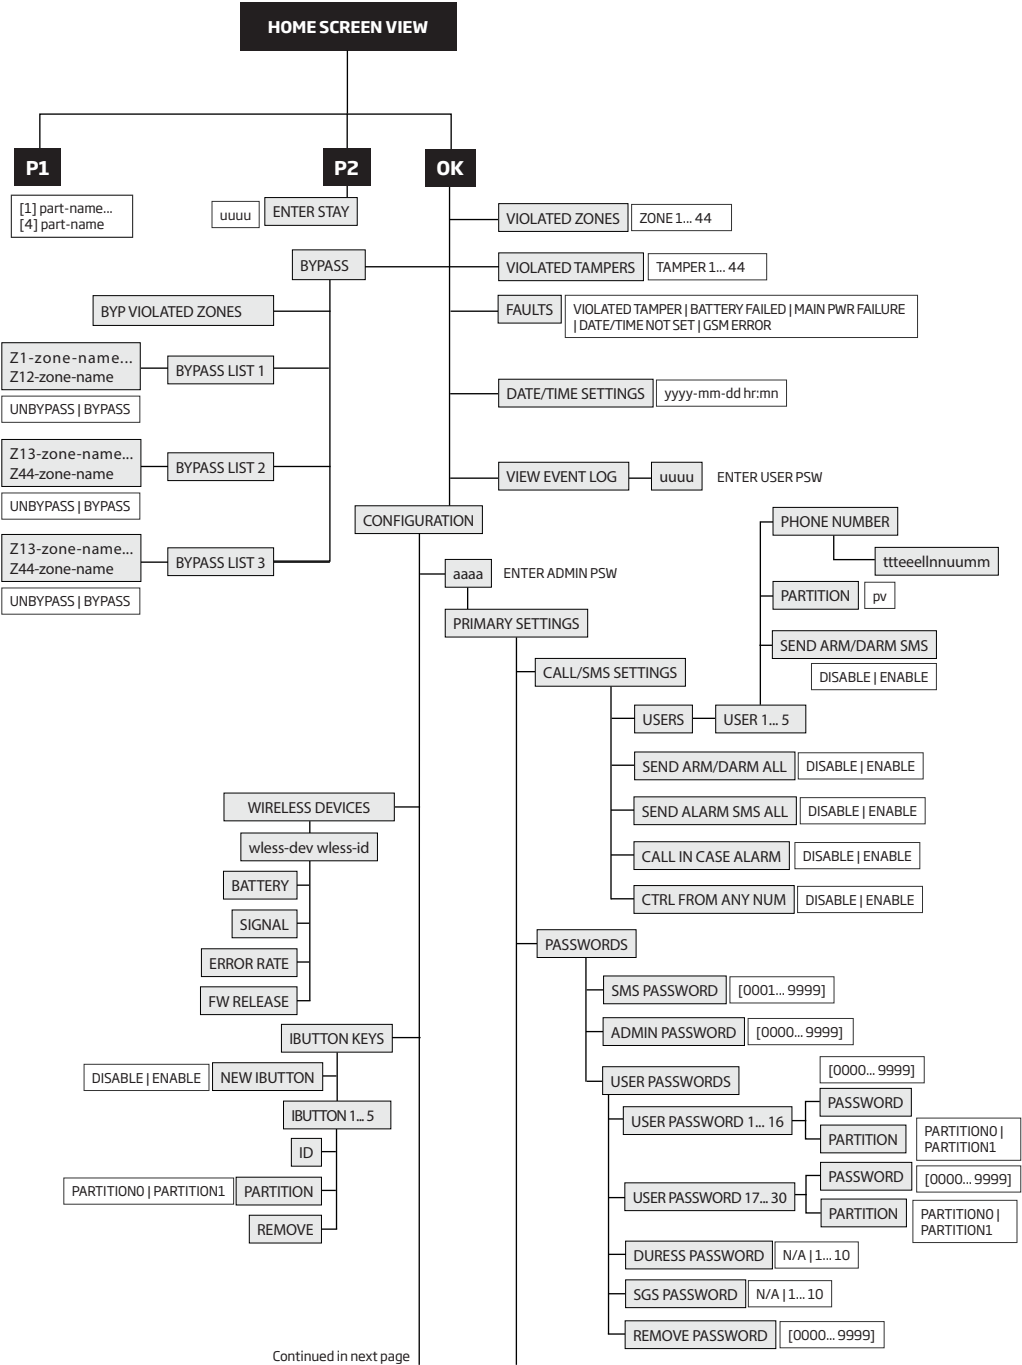 HOME SCREEN VIEW
P1
P2
OK
[1] part-name...
[4] part-name
uuuu
ENTER STAY
VIOLATED ZONES
ZONE 1... 44
BYPASS
VIOLATED TAMPERS
TAMPER 1... 44
BYP VIOLATED ZONES
FAULTS
VIOLATED TAMPER | BATTERY FAILED | MAIN PWR FAILURE
| DATE/TIME NOT SET | GSM ERROR
Z1-zone-name...
Z12-zone-name
BYPASS LIST 1
UNBYPASS | BYPASS
DATE/TIME SETTINGS
yyyy-mm-dd hr:mn
Z13-zone-name...
Z44-zone-name
BYPASS LIST 2
UNBYPASS | BYPASS
VIEW EVENT LOG
uuuu
ENTER USER PSW
CONFIGURATION
Z13-zone-name...
Z44-zone-name
BYPASS LIST 3
UNBYPASS | BYPASS
aaaa
ENTER ADMIN PSW
PRIMARY SETTINGS
PHONE NUMBER
ttteeellnnuumm
PARTITION
pv
SEND ARM/DARM SMS
DISABLE | ENABLE
CALL/SMS SETTINGS
USERS
USER 1... 5
SEND ARM/DARM ALL
DISABLE | ENABLE
SEND ALARM SMS ALL
DISABLE | ENABLE
CALL IN CASE ALARM
DISABLE | ENABLE
CTRL FROM ANY NUM
DISABLE | ENABLE
WIRELESS DEVICES
wless-dev wless-id
BATTERY
SIGNAL
ERROR RATE
FW RELEASE
IBUTTON KEYS
DISABLE | ENABLE
NEW IBUTTON
IBUTTON 1... 5
ID
PARTITION0 | PARTITION1
PARTITION
REMOVE
PASSWORDS
SMS PASSWORD
[0001... 9999]
ADMIN PASSWORD
[0000... 9999]
USER PASSWORDS
[0000... 9999]
USER PASSWORD 1... 16
PASSWORD
PARTITION
PARTITION0 |
PARTITION1
USER PASSWORD 17... 30
PASSWORD
[0000... 9999]
PARTITION
PARTITION0 |
PARTITION1
DURESS PASSWORD
N/A | 1... 10
SGS PASSWORD
N/A | 1... 10
REMOVE PASSWORD
[0000... 9999]
Continued in next page